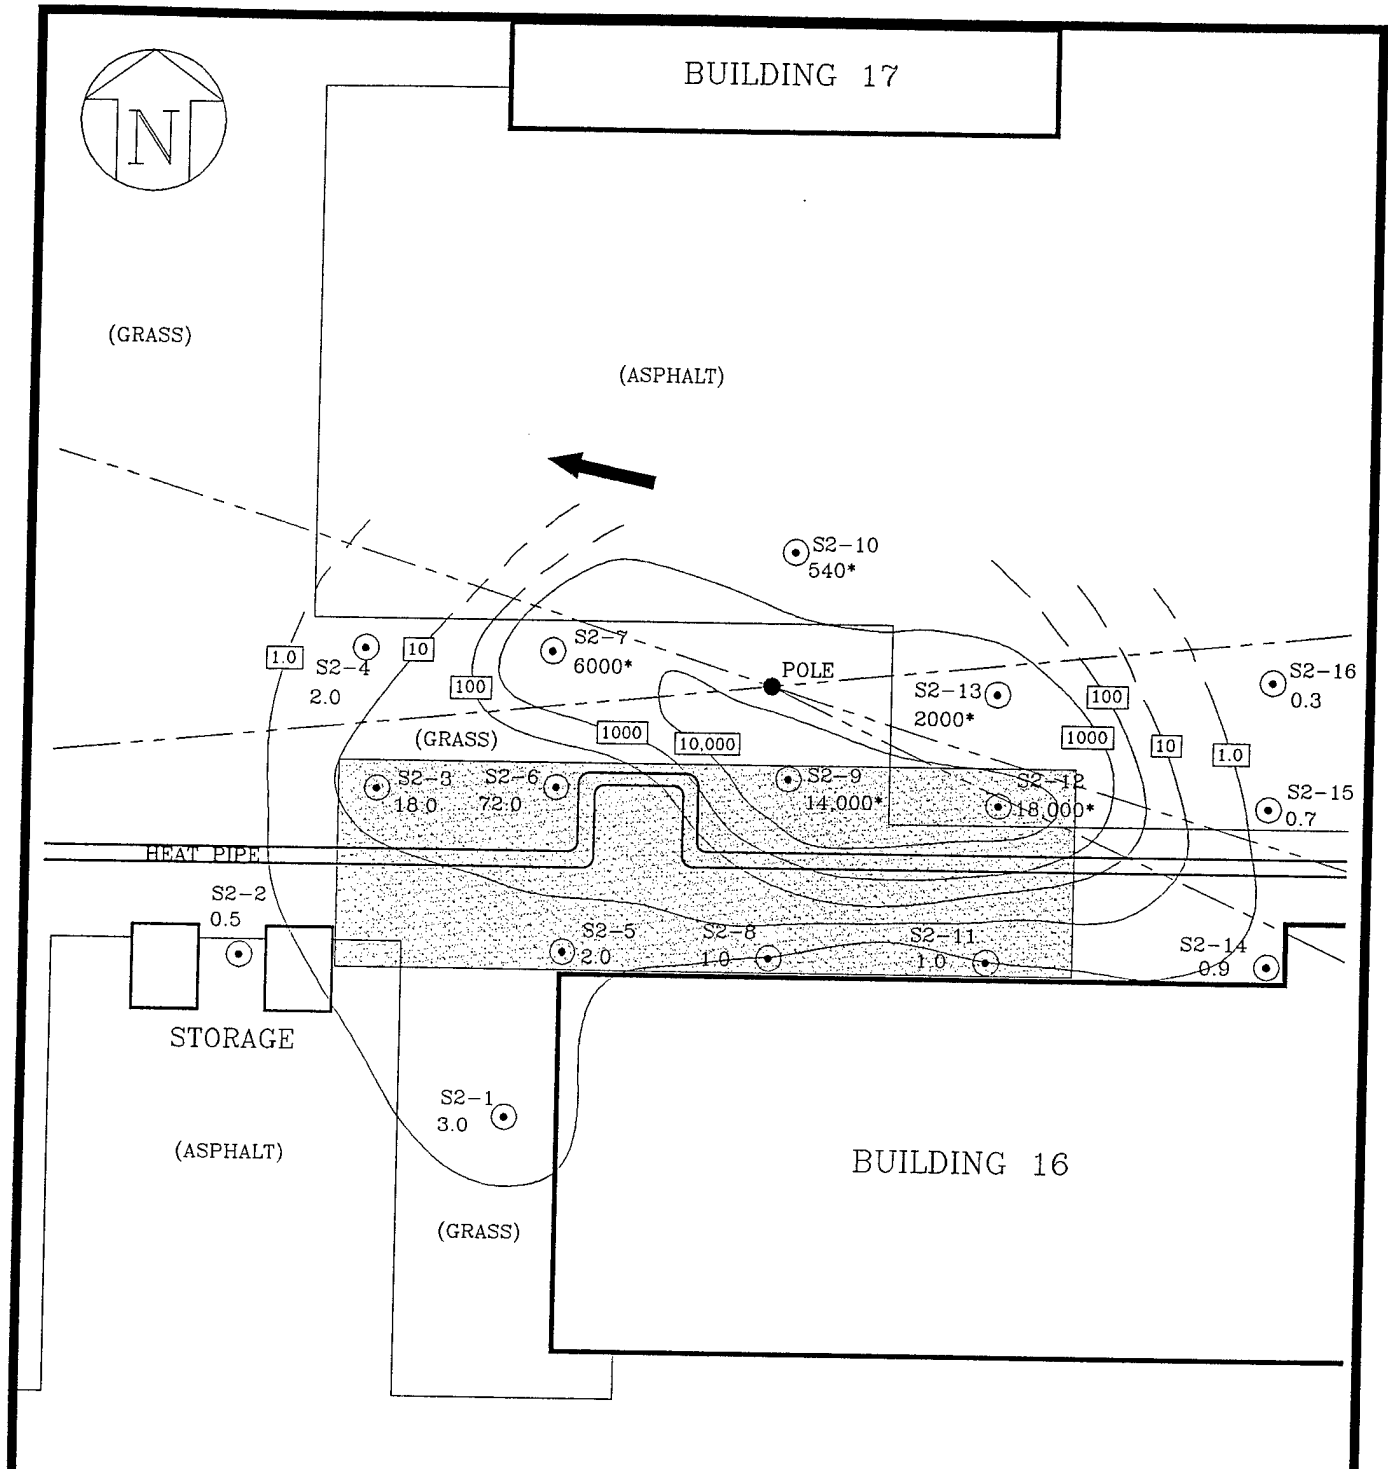 BUILDING 17
N
(GRASS)
(ASPHALT)
S2-10
540*
S2-7
6000*
1.0
10
S2-4
2.0
POLE
S2-16
0.3
100
S2-13
2000*
100
(GRASS)
1000
10,000
1000
10
1.0
S2-3
18.0
S2-6
72.0
S2-9
14,000*
S2-12
18,000*
S2-15
0.7
HEAT PIPE
S2-2
0.5
S2-5
2.0
S2-8
1.0
S2-11
1.0
S2-14
0.9
STORAGE
S2-1
3.0
(ASPHALT)
BUILDING 16
(GRASS)